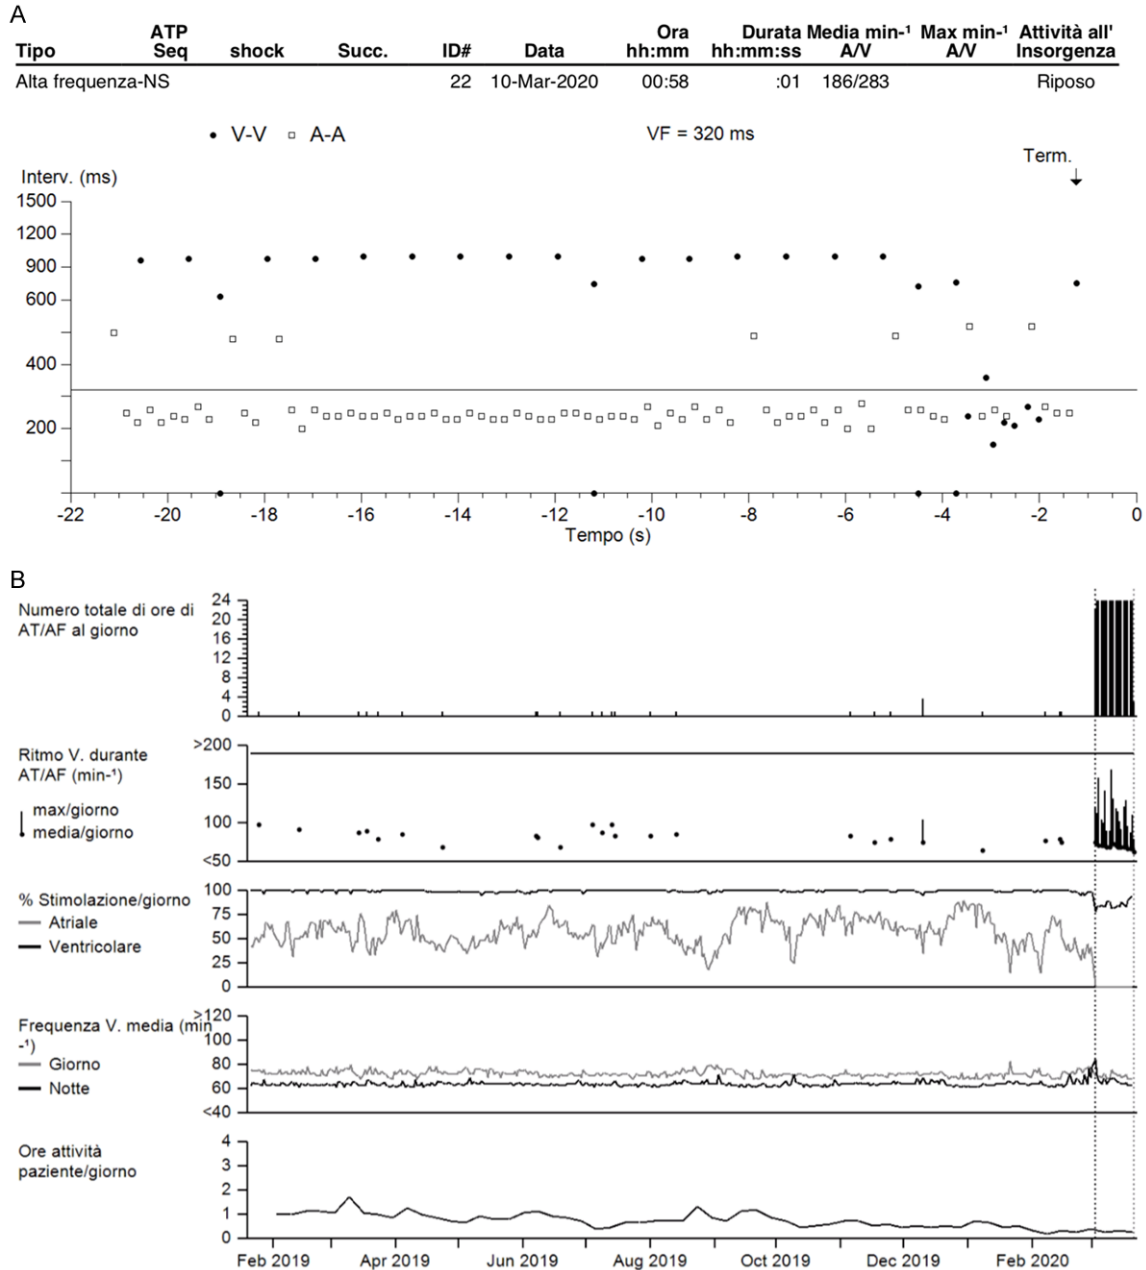 A
Tipo ATP Seq shock Succ. ID# Data Ora hh:mm Durata hh:mm:ss Media min-¹ A/V Max min-¹ A/V Attività all' Insorgenza
Alta frequenza-NS 22 10-Mar-2020 00:58 :01 186/283 Riposo
V-V A-A VF = 320 ms
Term.
Interv. (ms)
1500
1200
900
600
400
200
-22 -20 -18 -16 -14 -12 -10 -8 -6 -4 -2 0
Tempo (s)
B
Numero totale di ore di
AT/AF al giorno
24
20
16
12
8
4
0
Ritmo V. durante
AT/AF (min-¹)
max/giorno
media/giorno
>200
150
100
<50
% Stimolazione/giorno
Atriale
Ventricolare
100
75
50
25
0
Frequenza V. media (min
-¹)
Giorno
Notte
>120
100
80
60
<40
Ore attività
paziente/giorno
4
3
2
1
0
Feb 2019 Apr 2019 Jun 2019 Aug 2019 Oct 2019 Dec 2019 Feb 2020